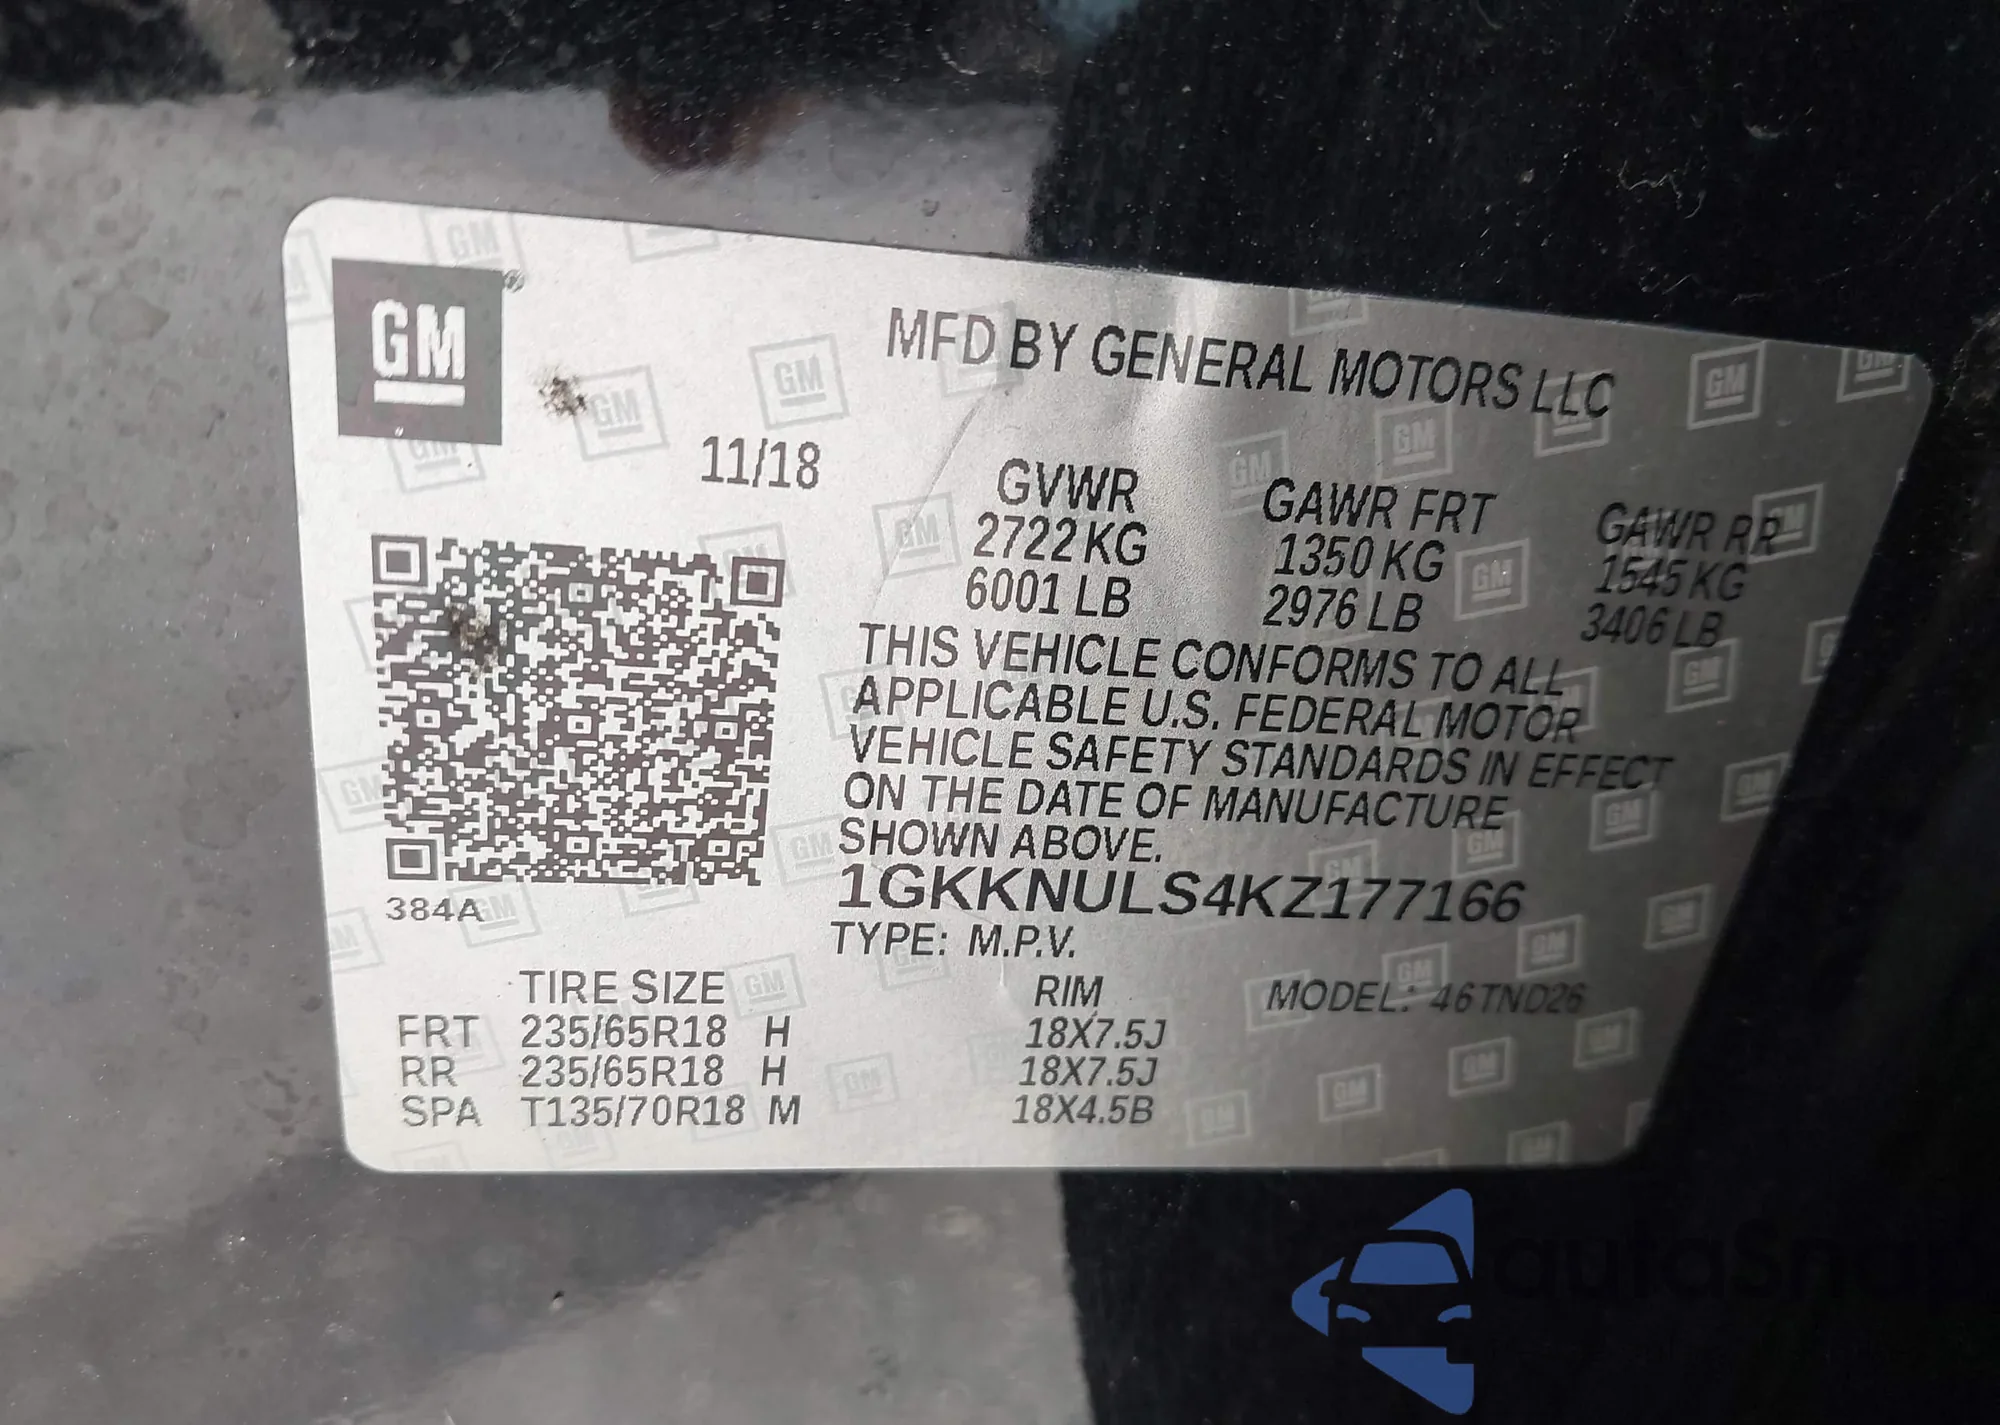 GM
MFD BY GENERAL MOTORS LLC
11/18
GVWR GAWR FRT GAWR RR
2722 KG 1350 KG 1545 KG
6001 LB 2976 LB 3406 LB
THIS VEHICLE CONFORMS TO ALL
APPLICABLE U.S. FEDERAL MOTOR
VEHICLE SAFETY STANDARDS IN EFFECT
ON THE DATE OF MANUFACTURE
SHOWN ABOVE.
384A
1GKKNULS4KZ177166
TYPE: M.P.V.
TIRE SIZE RIM MODEL: 46TND26
FRT 235/65R18 H 18X7.5J
RR 235/65R18 H 18X7.5J
SPA T135/70R18 M 18X4.5B